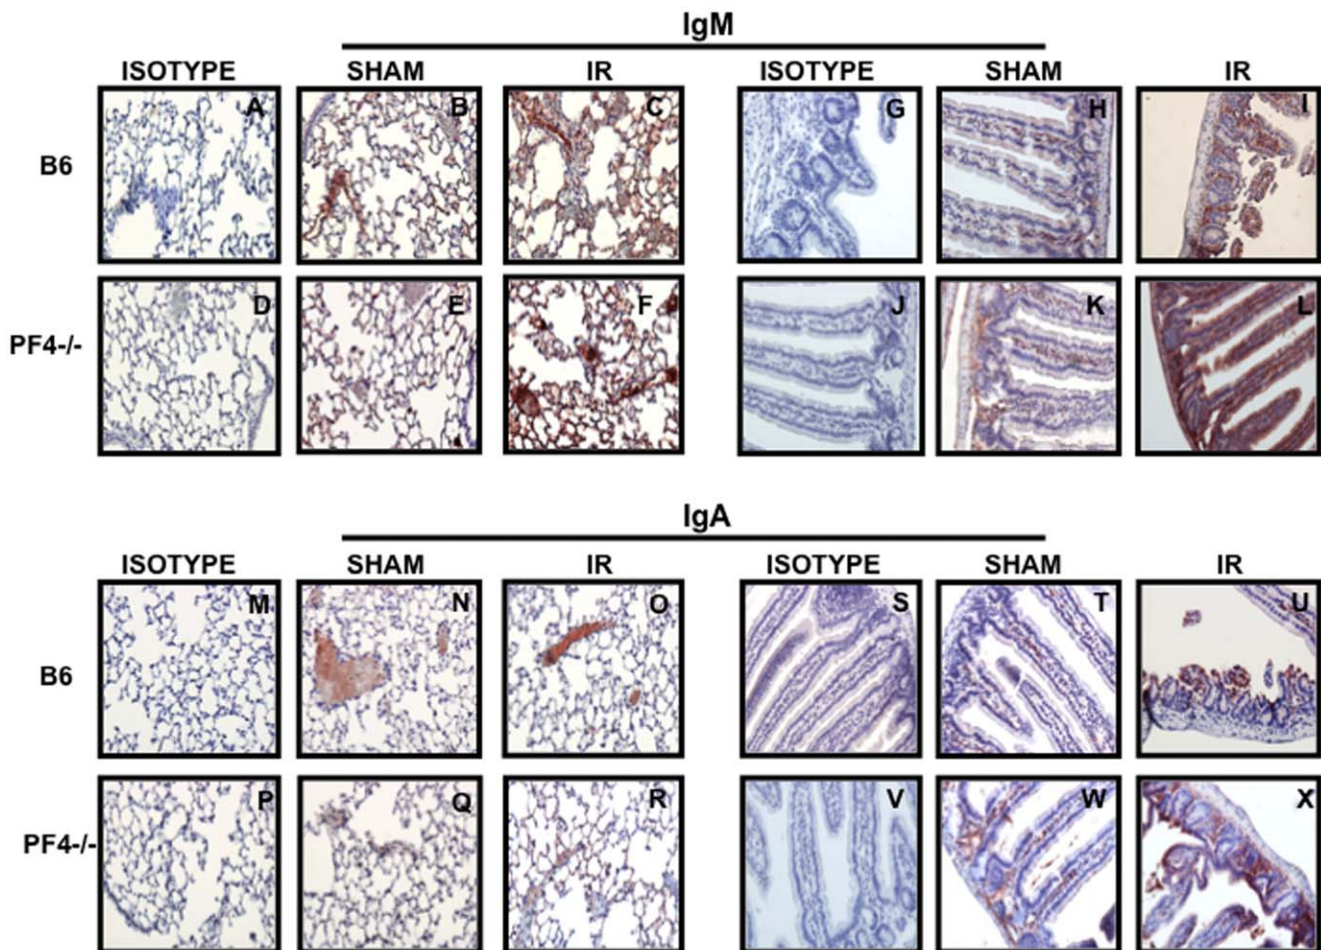 IgM
ISOTYPE SHAM IR ISOTYPE SHAM IR
B6 A B C G H I
PF4-/- D E F J K L
IgA
ISOTYPE SHAM IR ISOTYPE SHAM IR
B6 M N O S T U
PF4-/- P Q R V W X